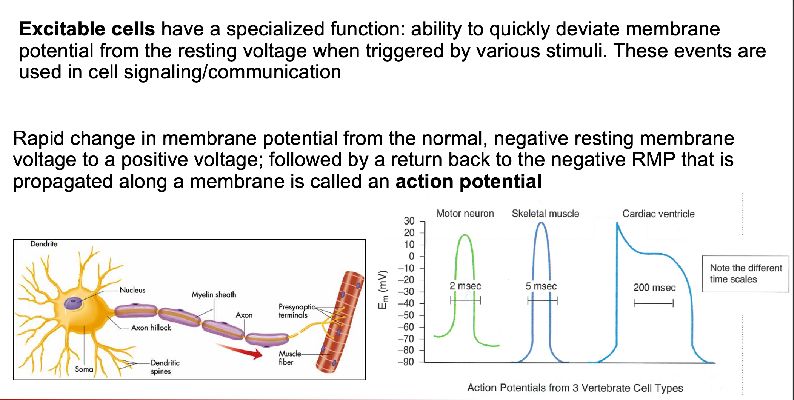 Excitable cells have a specialized function: ability to quickly deviate membrane
potential from the resting voltage when triggered by various stimuli. These events are
used in cell signaling/communication
Rapid change in membrane potential from the normal, negative resting membrane
voltage to a positive voltage; followed by a return back to the negative RMP that is
propagated along a membrane is called an action potential
Dendrite
Nucleus
Myelin sheath
Axon
Presynaptic
terminals
Axon hillock
Soma
Dendritic
spines
Muscle
fiber
Motor neuron
Skeletal muscle
Cardiac ventricle
30
20
10
0
−10
−20
−30
−40
−50
−60
−70
−80
−90
Em (mV)
2 msec
5 msec
200 msec
Note the different
time scales
Action Potentials from 3 Vertebrate Cell Types